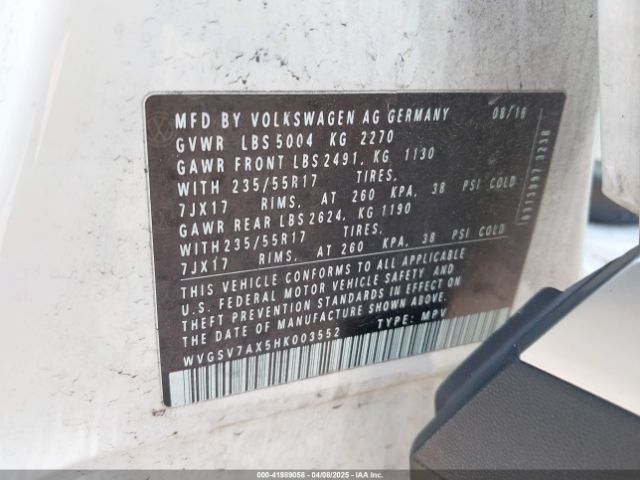 MFD BY VOLKSWAGEN AG GERMANY 08/16
GVWR LBS 5004 KG 2270
GAWR FRONT LBS 2491, KG 1130
WITH 235/55R17 TIRES,
7JX17 RIMS, AT 260 KPA, 38 PSI COLD
GAWR REAR LBS 2624, KG 1190
WITH 235/55R17 TIRES,
7JX17 RIMS, AT 260 KPA, 38 PSI COLD
THIS VEHICLE CONFORMS TO ALL APPLICABLE
U.S. FEDERAL MOTOR VEHICLE SAFETY AND
THEFT PREVENTION STANDARDS IN EFFECT ON
THE DATE OF MANUFACTURE SHOWN ABOVE.
WVGSV7AX5HK003552 TYPE: MPV
000-41989058 - 04/08/2025 - IAA Inc.